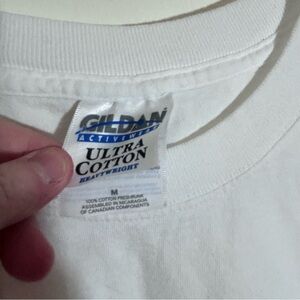 GILDAN
ACTIVEWEAR
ULTRA
COTTON
HEAVYWEIGHT
M
100% COTTON PRESHRUNK
ASSEMBLED IN NICARAGUA
OF CANADIAN COMPONENTS